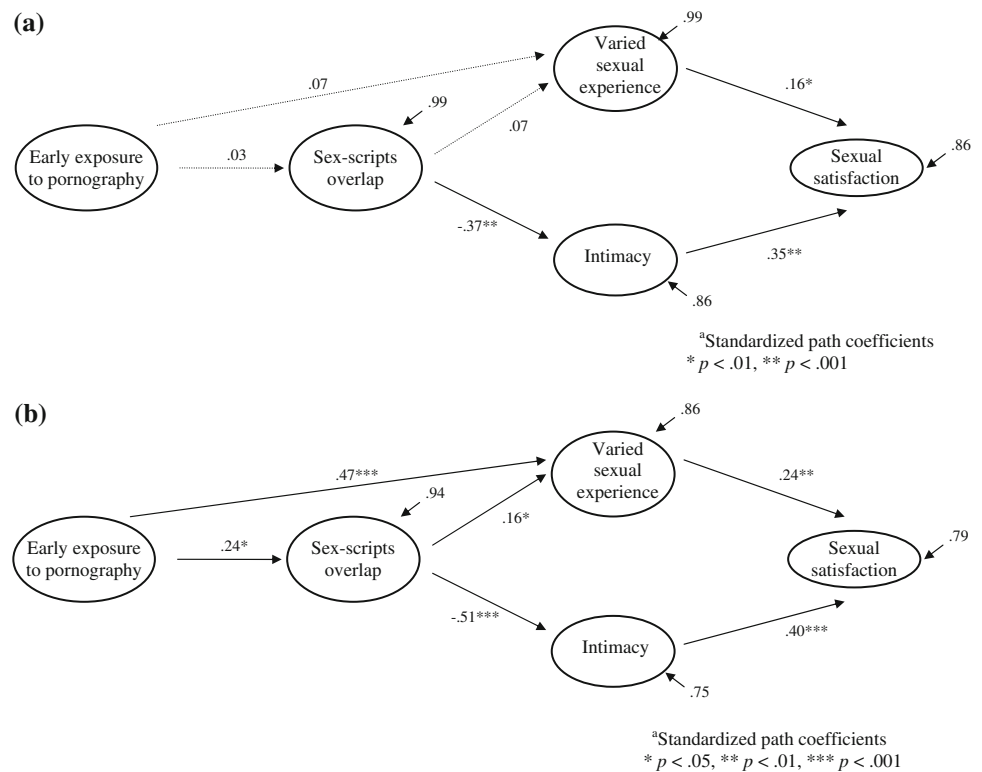 (a)
.99
Varied
sexual
experience
.07
.16*
.99
.07
Early exposure
to pornography
.03
Sex-scripts
overlap
Sexual
satisfaction
.86
-.37**
Intimacy
.35**
.86
aStandardized path coefficients
* p < .01, ** p < .001
(b)
.86
Varied
sexual
experience
.47***
.24**
.94
.16*
Early exposure
to pornography
.24*
Sex-scripts
overlap
Sexual
satisfaction
.79
-.51***
Intimacy
.40***
.75
aStandardized path coefficients
* p < .05, ** p < .01, *** p < .001